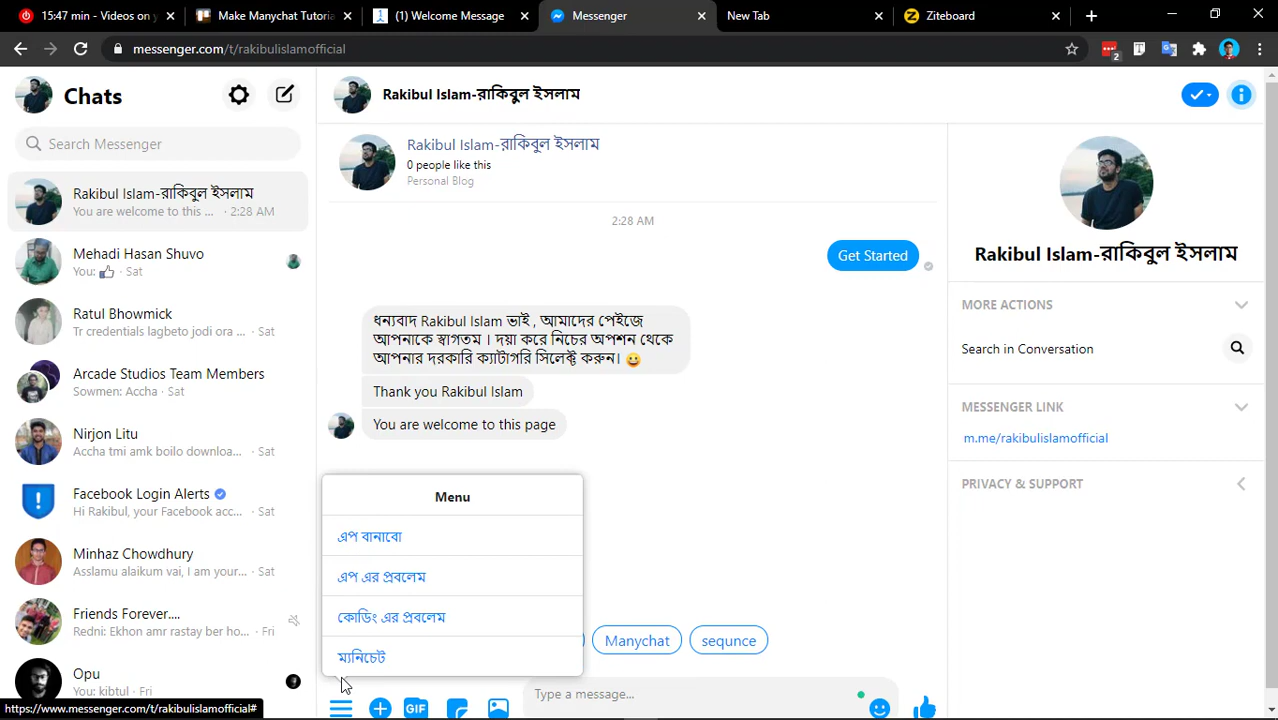 15:47 min - Videos on y
Make Manychat Tutoria
(1) Welcome Message
Messenger
New Tab
Ziteboard
messenger.com/t/rakibulislamofficial
2
Chats
Search Messenger
Rakibul Islam-রাকিবুল ইসলাম
You are welcome to this ... · 2:28 AM
Mehadi Hasan Shuvo
You: 👍 · Sat
Ratul Bhowmick
Tr credentials lagbeto jodi ora ... · Sat
Arcade Studios Team Members
Sowmen: Accha · Sat
Nirjon Litu
Accha tmi amk boilo downloa... · Sat
Facebook Login Alerts
Hi Rakibul, your Facebook acc... · Sat
Minhaz Chowdhury
Asslamu alaikum vai, I am your... · Sat
Friends Forever....
Redni: Ekhon amr rastay ber ho... · Fri
Opu
You: kibtul · Fri
https://www.messenger.com/t/rakibulislamofficial#
Rakibul Islam-রাকিবুল ইসলাম
Rakibul Islam-রাকিবুল ইসলাম
0 people like this
Personal Blog
2:28 AM
Get Started
ধন্যবাদ Rakibul Islam ভাই , আমাদের পেইজে
আপনাকে স্বাগতম । দয়া করে নিচের অপশন থেকে
আপনার দরকারি ক্যাটাগরি সিলেক্ট করুন। 😀
Thank you Rakibul Islam
You are welcome to this page
Menu
এপ বানাবো
এপ এর প্রবলেম
কোডিং এর প্রবলেম
ম্যনিচেট
Manychat
sequnce
GIF
Type a message...
Rakibul Islam-রাকিবুল ইসলাম
MORE ACTIONS
Search in Conversation
MESSENGER LINK
m.me/rakibulislamofficial
PRIVACY & SUPPORT